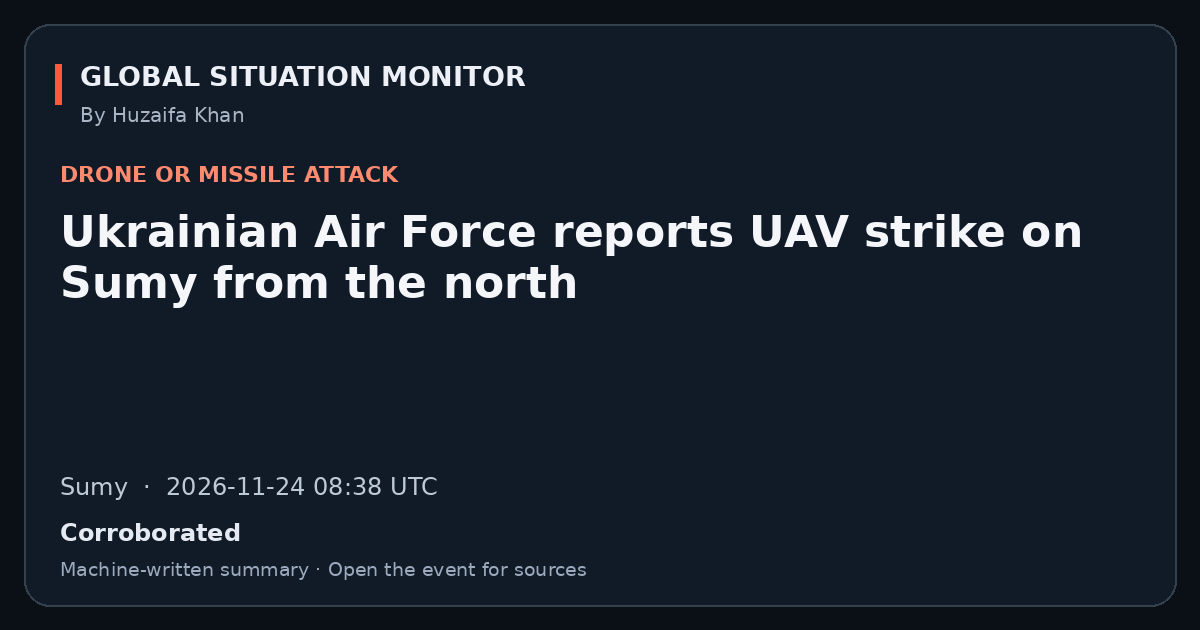 GLOBAL SITUATION MONITOR
By Huzaifa Khan
DRONE OR MISSILE ATTACK
Ukrainian Air Force reports UAV strike on
Sumy from the north
Sumy · 2026-11-24 08:38 UTC
Corroborated
Machine-written summary · Open the event for sources